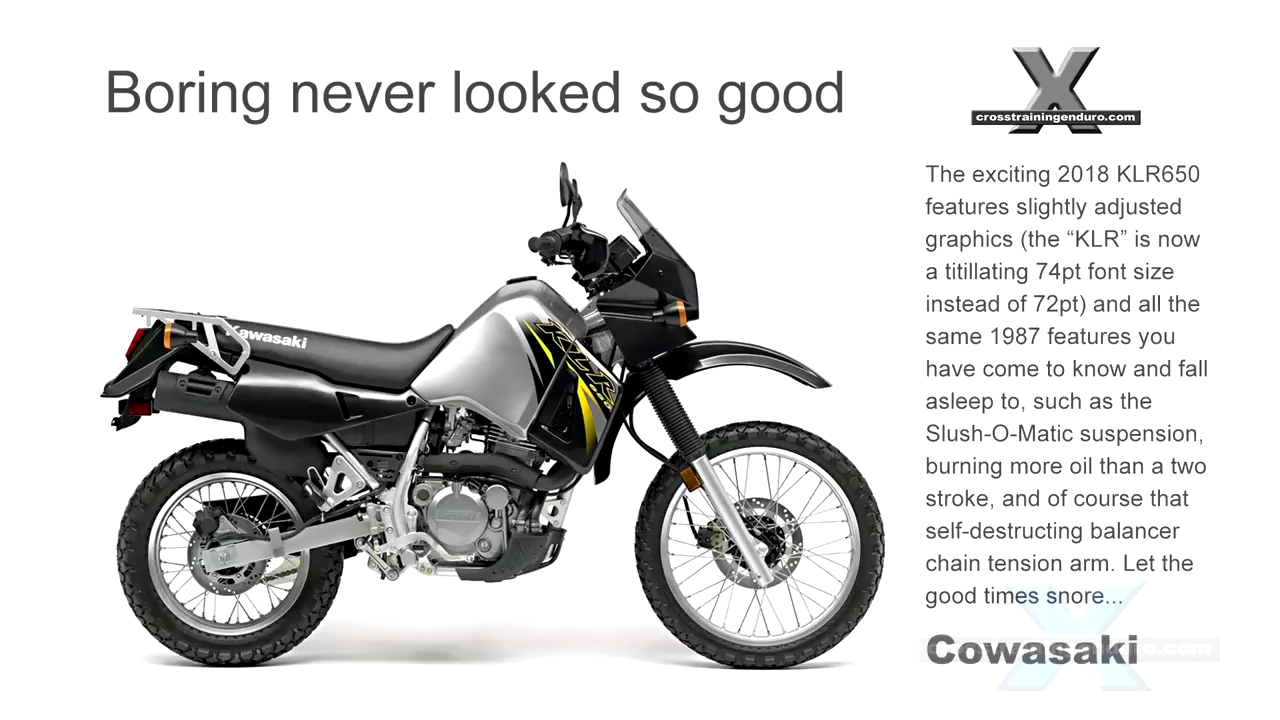 Boring never looked so good
crosstrainingenduro.com
The exciting 2018 KLR650
features slightly adjusted
graphics (the “KLR” is now
a titillating 74pt font size
instead of 72pt) and all the
same 1987 features you
have come to know and fall
asleep to, such as the
Slush-O-Matic suspension,
burning more oil than a two
stroke, and of course that
self-destructing balancer
chain tension arm. Let the
good times snore...
Cowasaki
Kawasaki
KLR